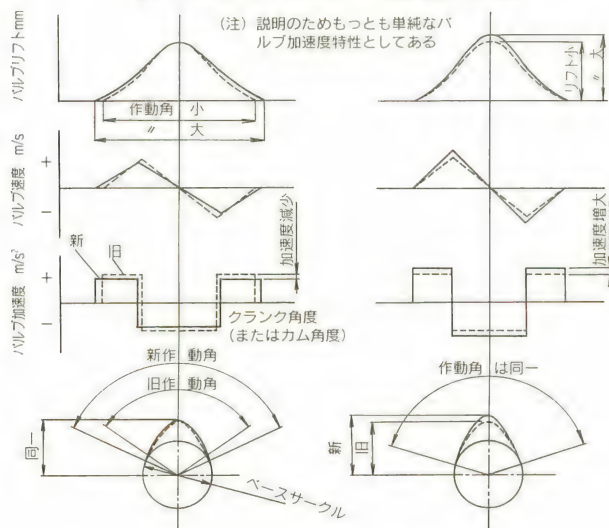 (注) 説明のためもっとも単純なバ
ルブ加速度特性としてある
バルブリフトmm
作動角 小
〃 大
リフト小
〃 大
バルブ速度 m/s
+
−
加速度減少
加速度増大
バルブ加速度 m/s²
+
−
新
旧
クランク角度
(またはカム角度)
新作動角
旧作動角
同一
ベースサークル
作動角は同一
新
旧